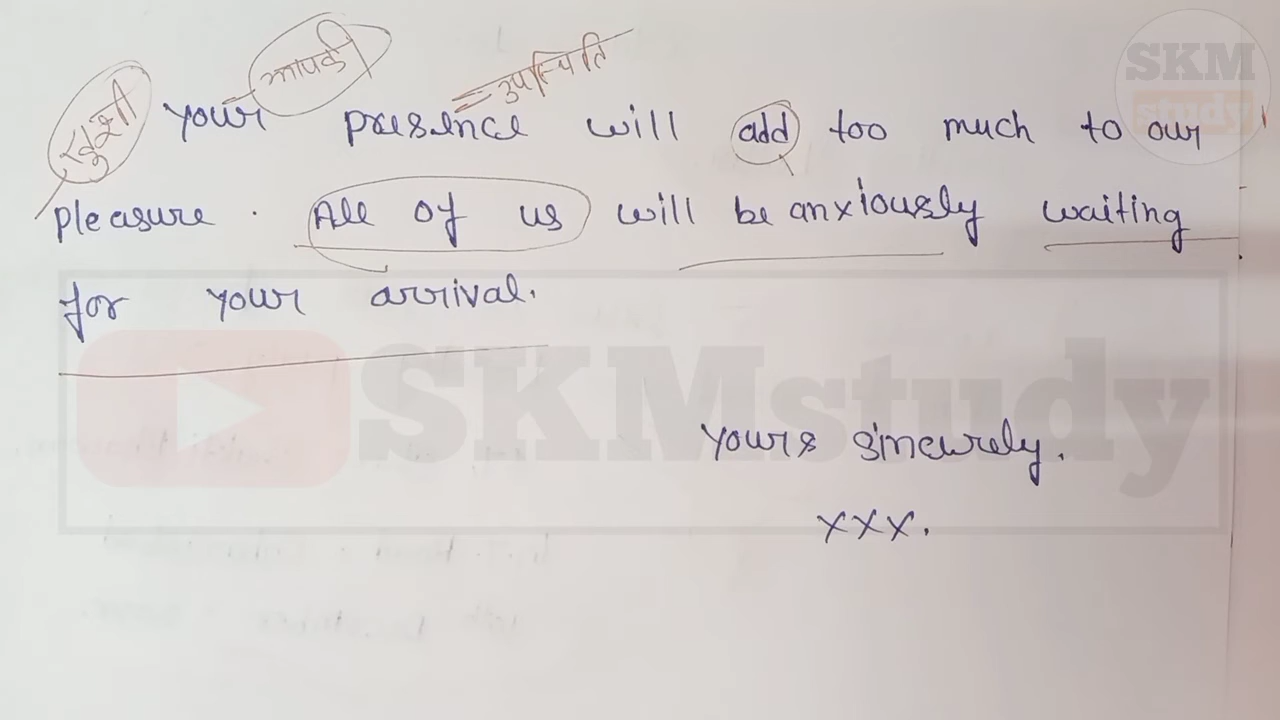 आपकी
उपस्थिति
SKM
study
Your presence will add too much to our
pleasure. All of us will be anxiously waiting
for your arrival.
SKMstudy
Yours sincerely.
XXX.